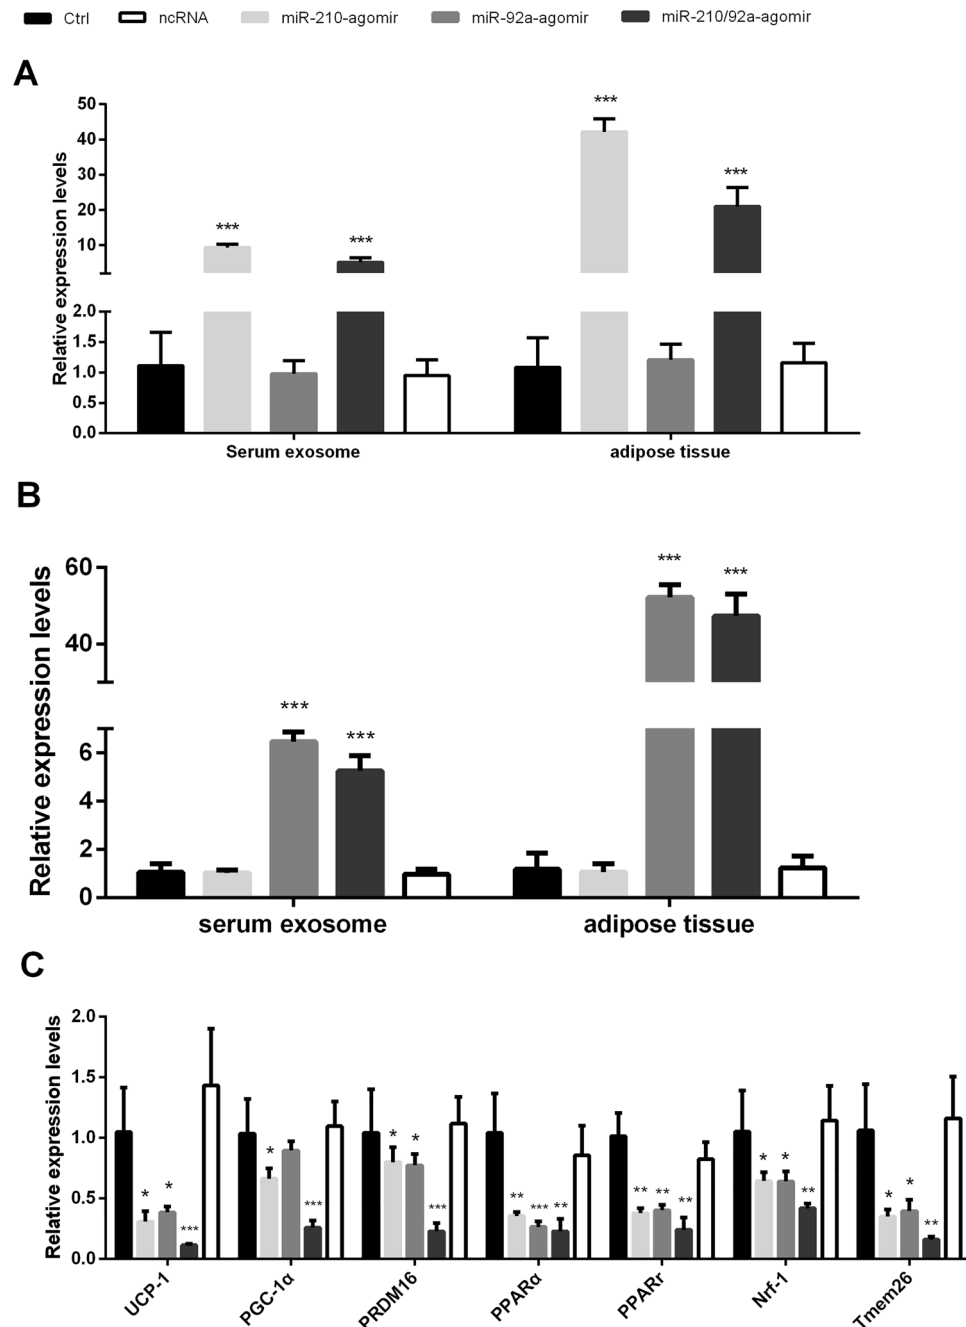 Ctrl ncRNA miR-210-agomir miR-92a-agomir miR-210/92a-agomir
A
Relative expression levels
50
40
30
20
10
2.0
1.5
1.0
0.5
0.0
*** *** *** ***
Serum exosome adipose tissue
B
Relative expression levels
60
40
6
4
2
0
*** *** *** ***
serum exosome adipose tissue
C
Relative expression levels
2.0
1.5
1.0
0.5
0.0
* * *** * *** * * *** ** *** ** ** ** ** * * ** * * **
UCP-1 PGC-1α PRDM16 PPARα PPARr Nrf-1 Tmem26